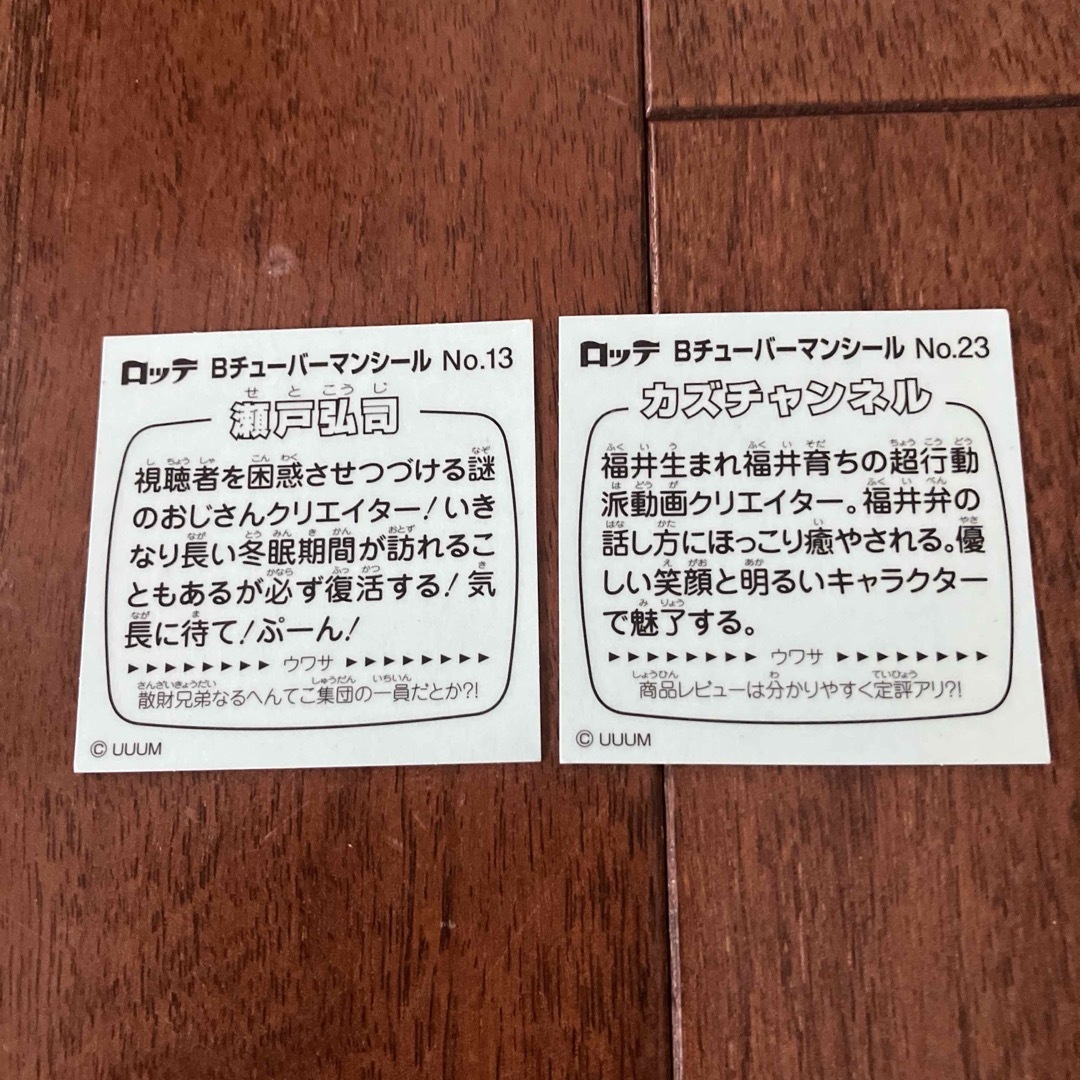 ロッテ Bチューバーマンシール No.13
せとこうじ
瀬戸弘司
しちょうしゃ こんわく なぞ
視聴者を困惑させつづける謎
のおじさんクリエイター!いき
なが とうみんきかん おとず
なり長い冬眠期間が訪れるこ
かなら ふっかつ き
ともあるが必ず復活する!気
なが ま
長に待て!ぷーん!
▶▶▶▶▶▶▶▶ ウワサ ▶▶▶▶▶▶▶▶
さんざいきょうだい しゅうだん いちいん
散財兄弟なるへんてこ集団の一員だとか?!
© UUUM
ロッテ Bチューバーマンシール No.23
カズチャンネル
ふくいう ふくいそだ ちょうこうどう
福井生まれ福井育ちの超行動
はどうが ふくいべん
派動画クリエイター。福井弁の
はな かた い やさ
話し方にほっこり癒やされる。優
えがお あか
しい笑顔と明るいキャラクター
みりょう
で魅了する。
▶▶▶▶▶▶▶▶ ウワサ ▶▶▶▶▶▶▶▶
しょうひん わ ていひょう
商品レビューは分かりやすく定評アリ?!
© UUUM